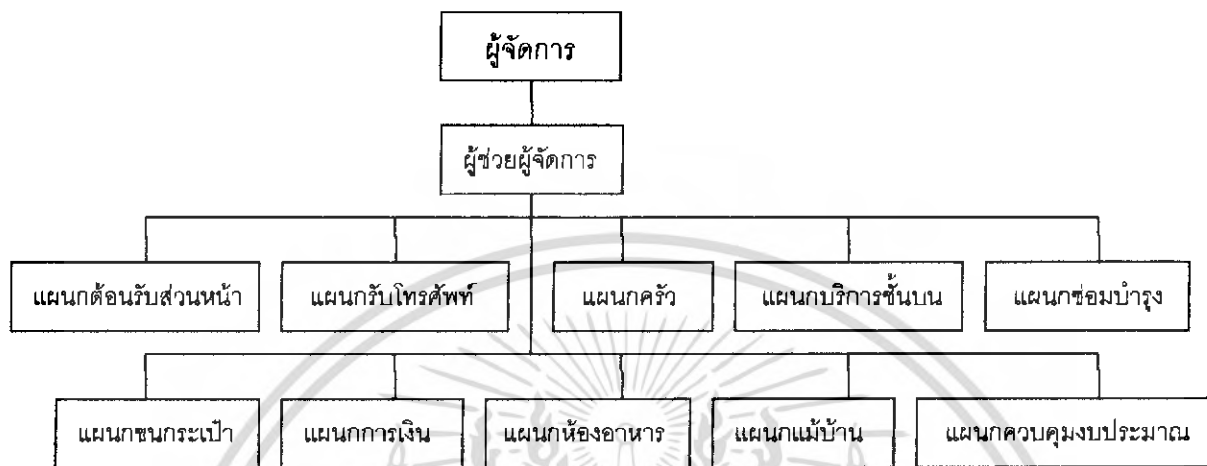 ผู้จัดการ
ผู้ช่วยผู้จัดการ
แผนกต้อนรับส่วนหน้า
แผนกรับโทรศัพท์
แผนกครัว
แผนกบริการชั้นบน
แผนกซ่อมบำรุง
แผนกขนกระเป๋า
แผนกการเงิน
แผนกห้องอาหาร
แผนกแม่บ้าน
แผนกควบคุมงบประมาณ